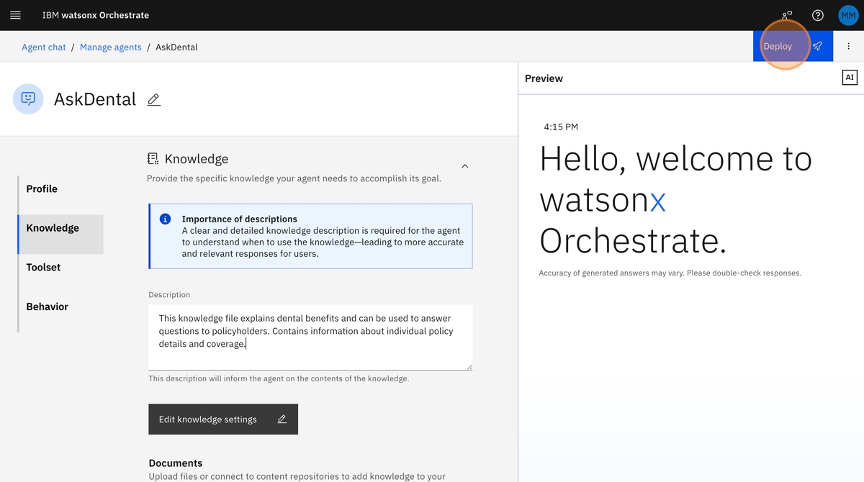 IBM watsonx Orchestrate
MM
Agent chat / Manage agents / AskDental
Deploy
AskDental
Profile
Knowledge
Toolset
Behavior
Knowledge
Provide the specific knowledge your agent needs to accomplish its goal.
Importance of descriptions
A clear and detailed knowledge description is required for the agent
to understand when to use the knowledge—leading to more accurate
and relevant responses for users.
Description
This knowledge file explains dental benefits and can be used to answer
questions to policyholders. Contains information about individual policy
details and coverage.
This description will inform the agent on the contents of the knowledge.
Edit knowledge settings
Documents
Upload files or connect to content repositories to add knowledge to your
Preview
AI
4:15 PM
Hello, welcome to
watsonx
Orchestrate.
Accuracy of generated answers may vary. Please double-check responses.